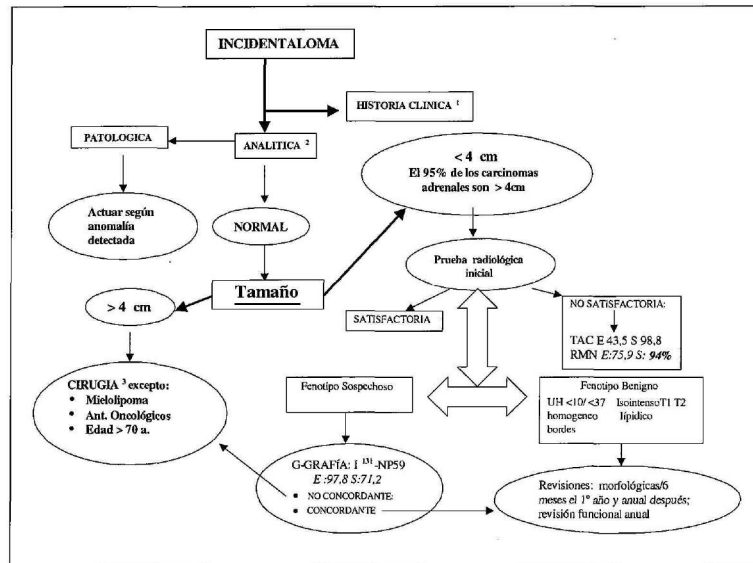 INCIDENTALOMA
HISTORIA CLINICA 1
PATOLOGICA
ANALITICA 2
< 4 cm
El 95% de los carcinomas
adrenales son > 4cm
Actuar según
anomalía
detectada
NORMAL
Prueba radiológica
inicial
Tamaño
> 4 cm
SATISFACTORIA
NO SATISFACTORIA:
TAC E 43,5 S 98,8
RMN E:75,9 S: 94%
CIRUGIA 3 excepto:
• Mielolipoma
• Ant. Oncológicos
• Edad > 70 a.
Fenotipo Sospechoso
Fenotipo Benigno
UH <10/ <37 IsointensoT1 T2
homogeneo lípidico
bordes
G-GRAFÍA: I 131-NP59
E :97,8 S:71,2
• NO CONCORDANTE:
• CONCORDANTE
Revisiones: morfológicas/6
meses el 1º año y anual después;
revisión funcional anual